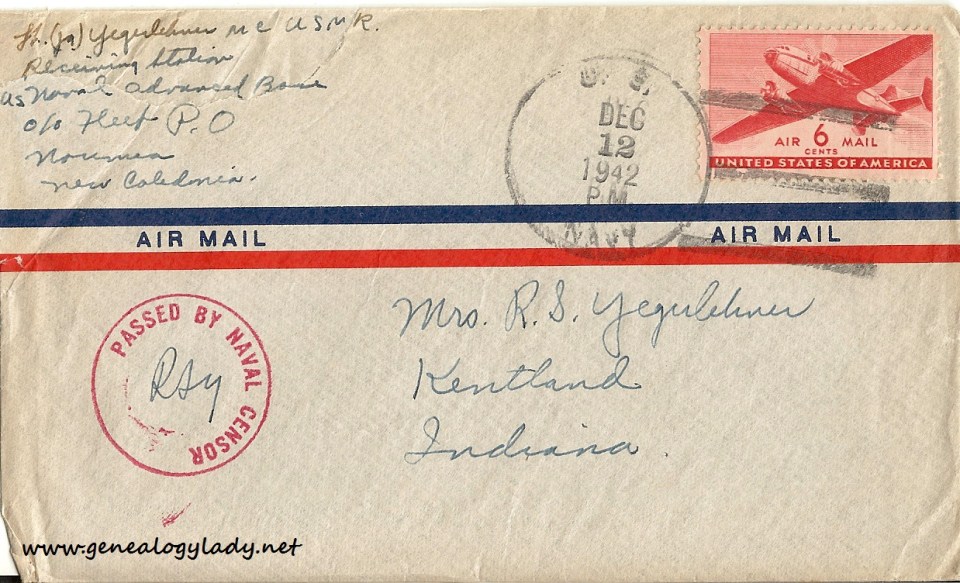 Lt. (jg) Yegerlehner MC USNR.
Receiving Station
US Naval Advanced Base
c/o Fleet P.O
Noumea
New Caledonia.
U. S.
DEC
12
1942
P.M.
NAVY
AIR 6 MAIL
CENTS
UNITED STATES OF AMERICA
AIR MAIL
AIR MAIL
PASSED BY NAVAL CENSOR
RSY
Mrs. R. S. Yegerlehner
Kentland
Indiana.
www.genealogylady.net